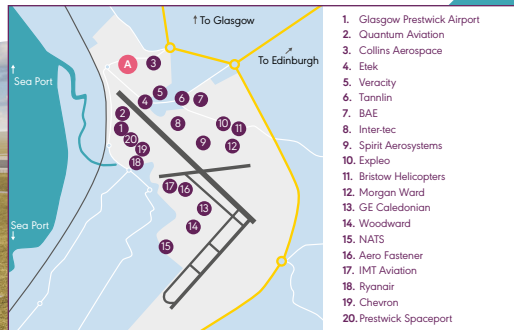 ↑ To Glasgow
↗
To Edinburgh
↑
Sea Port
Sea Port
↓
A
3
5
4
6
7
2
1
8
10
11
20
9
12
19
18
17
16
13
14
15
1. Glasgow Prestwick Airport
2. Quantum Aviation
3. Collins Aerospace
4. Etek
5. Veracity
6. Tannlin
7. BAE
8. Inter-tec
9. Spirit Aerosystems
10. Expleo
11. Bristow Helicopters
12. Morgan Ward
13. GE Caledonian
14. Woodward
15. NATS
16. Aero Fastener
17. IMT Aviation
18. Ryanair
19. Chevron
20. Prestwick Spaceport